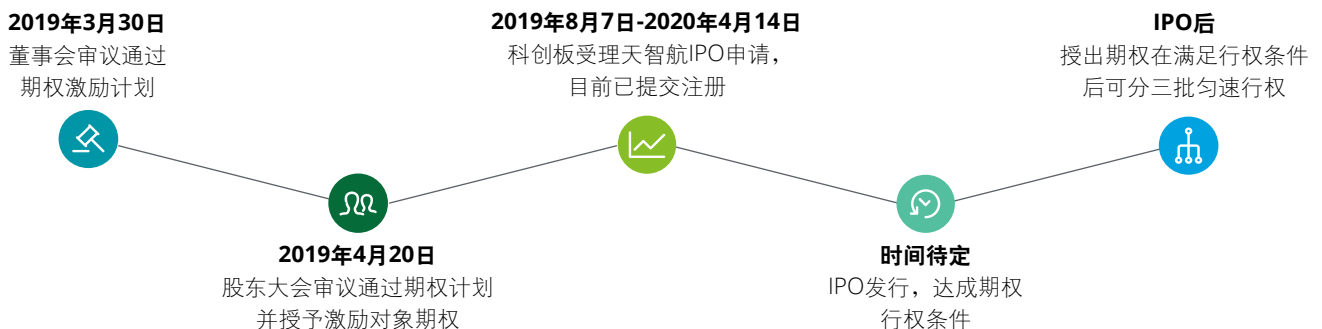 2019年3月30日
董事会审议通过
期权激励计划
2019年4月20日
股东大会审议通过期权计划
并授予激励对象期权
2019年8月7日-2020年4月14日
科创板受理天智航IPO申请，
目前已提交注册
时间待定
IPO发行，达成期权
行权条件
IPO后
授出期权在满足行权条件
后可分三批匀速行权